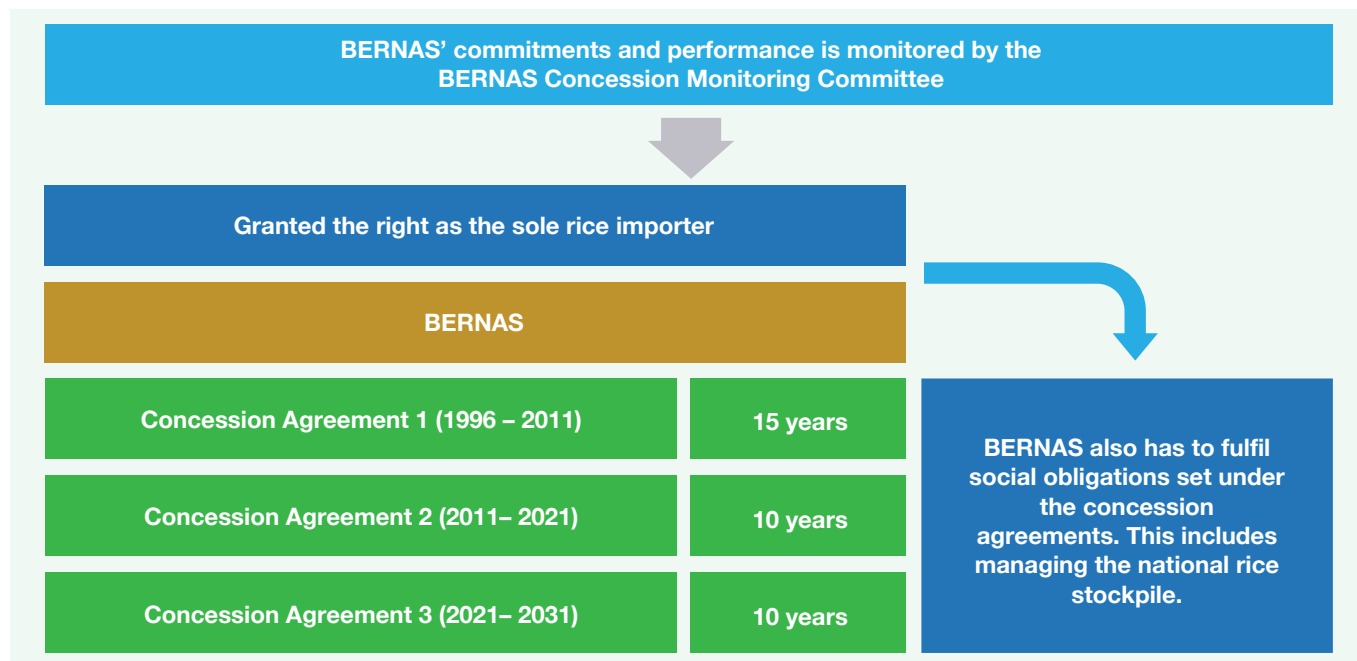 BERNAS’ commitments and performance is monitored by the
BERNAS Concession Monitoring Committee
Granted the right as the sole rice importer
BERNAS
Concession Agreement 1 (1996 – 2011)
15 years
Concession Agreement 2 (2011– 2021)
10 years
Concession Agreement 3 (2021– 2031)
10 years
BERNAS also has to fulfil
social obligations set under
the concession
agreements. This includes
managing the national rice
stockpile.